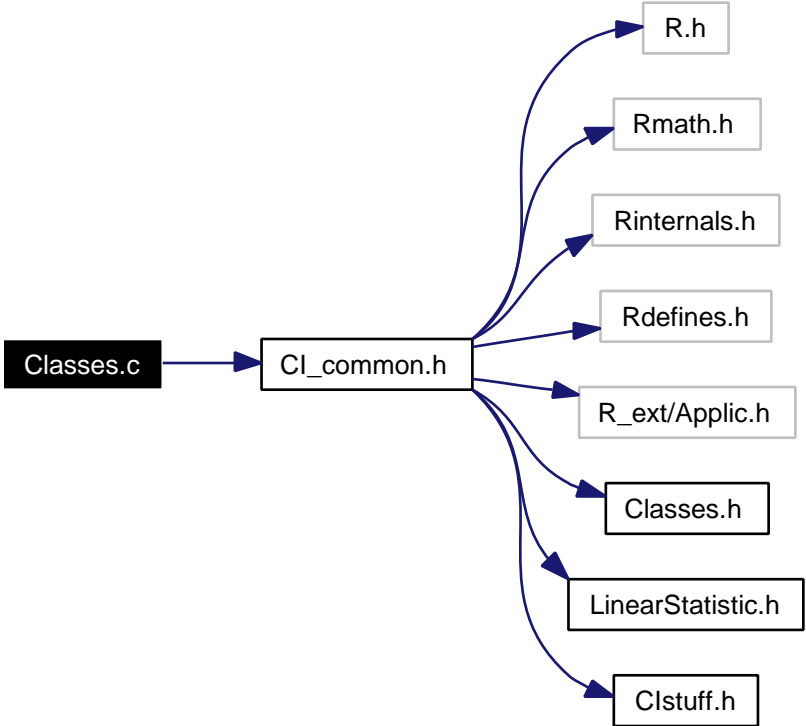 R.h
Rmath.h
Rinternals.h
Rdefines.h
Classes.c
CI_common.h
R_ext/Applic.h
Classes.h
LinearStatistic.h
CIstuff.h